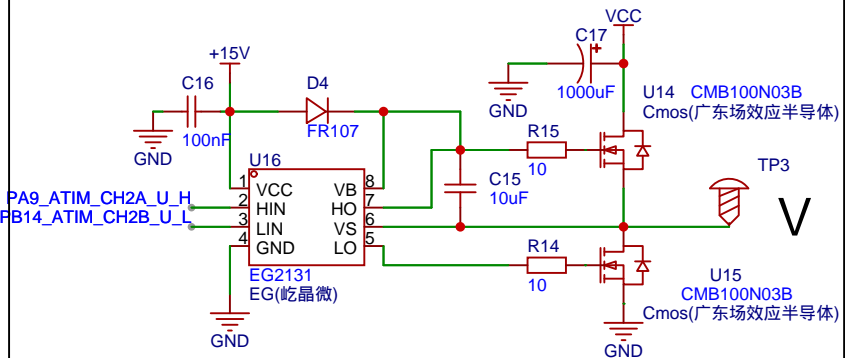 VCC
C17
+15V
1000uF
GND
C16
D4
U14 CMB100N03B
Cmos(广东场效应半导体)
100nF
FR107
GND
R15
10
U16
TP3
PA9_ATIM_CH2A_U_H
PB14_ATIM_CH2B_U_L
1 VCC VB 8
2 HIN HO 7
3 LIN VS 6
4 GND LO 5
C15
10uF
V
EG2131
EG(屹晶微)
R14
10
U15
CMB100N03B
Cmos(广东场效应半导体)
GND
GND